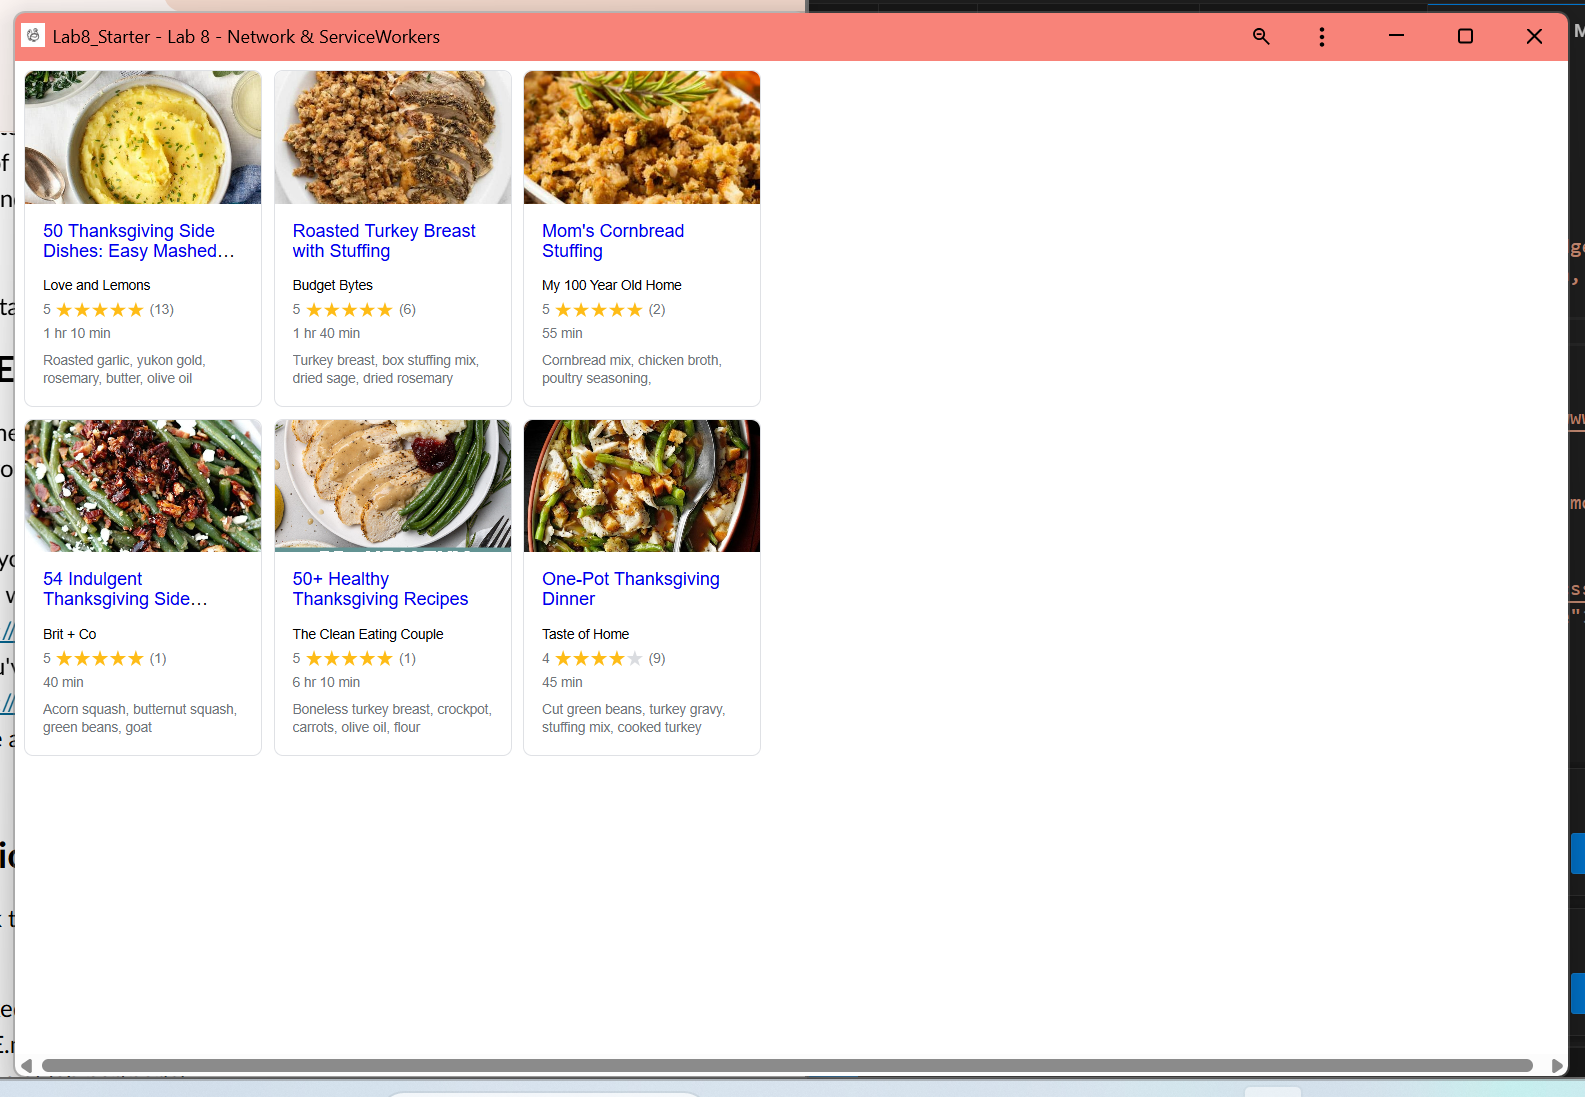 Lab8_Starter - Lab 8 - Network & ServiceWorkers
50 Thanksgiving Side
Dishes: Easy Mashed…
Love and Lemons
5 ★★★★★ (13)
1 hr 10 min
Roasted garlic, yukon gold,
rosemary, butter, olive oil
Roasted Turkey Breast
with Stuffing
Budget Bytes
5 ★★★★★ (6)
1 hr 40 min
Turkey breast, box stuffing mix,
dried sage, dried rosemary
Mom's Cornbread
Stuffing
My 100 Year Old Home
5 ★★★★★ (2)
55 min
Cornbread mix, chicken broth,
poultry seasoning,
54 Indulgent
Thanksgiving Side…
Brit + Co
5 ★★★★★ (1)
40 min
Acorn squash, butternut squash,
green beans, goat
50+ Healthy
Thanksgiving Recipes
The Clean Eating Couple
5 ★★★★★ (1)
6 hr 10 min
Boneless turkey breast, crockpot,
carrots, olive oil, flour
One-Pot Thanksgiving
Dinner
Taste of Home
4 ★★★★★ (9)
45 min
Cut green beans, turkey gravy,
stuffing mix, cooked turkey